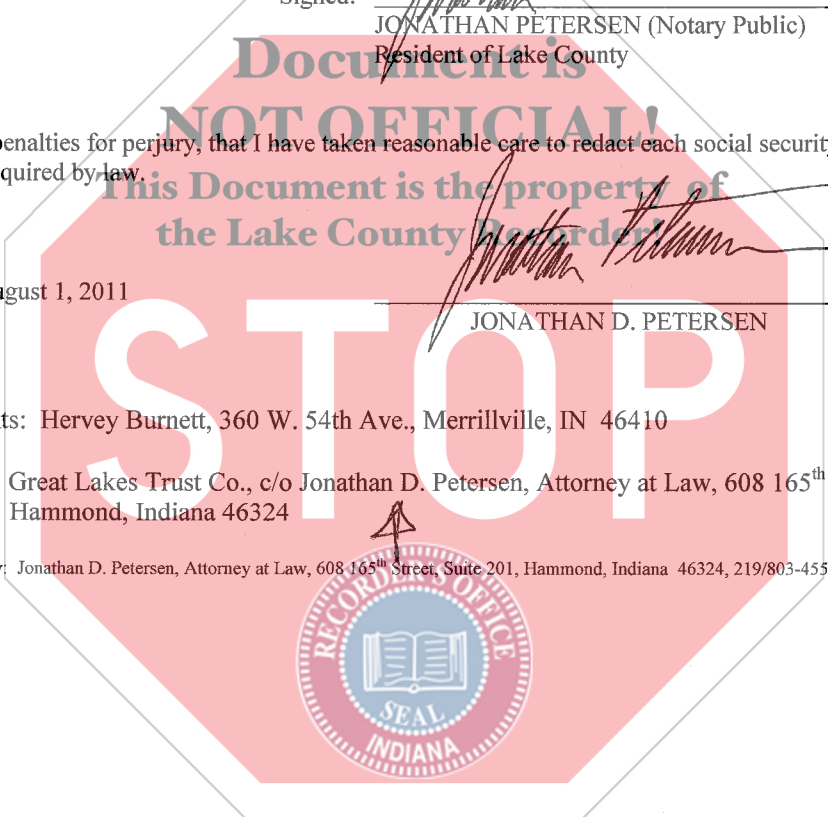 Signed:
JONATHAN PETERSEN (Notary Public)
Resident of Lake County
Document is
NOT OFFICIAL!
penalties for perjury, that I have taken reasonable care to redact each social security
quired by law.
This Document is the property of
the Lake County Recorder!
Jonathan Petersen
gust 1, 2011
JONATHAN D. PETERSEN
STOP
ts: Hervey Burnett, 360 W. 54th Ave., Merrillville, IN 46410
Great Lakes Trust Co., c/o Jonathan D. Petersen, Attorney at Law, 608 165th
Hammond, Indiana 46324
: Jonathan D. Petersen, Attorney at Law, 608 165th Street, Suite 201, Hammond, Indiana 46324, 219/803-455
RECORDER'S OFFICE
SEAL
INDIANA